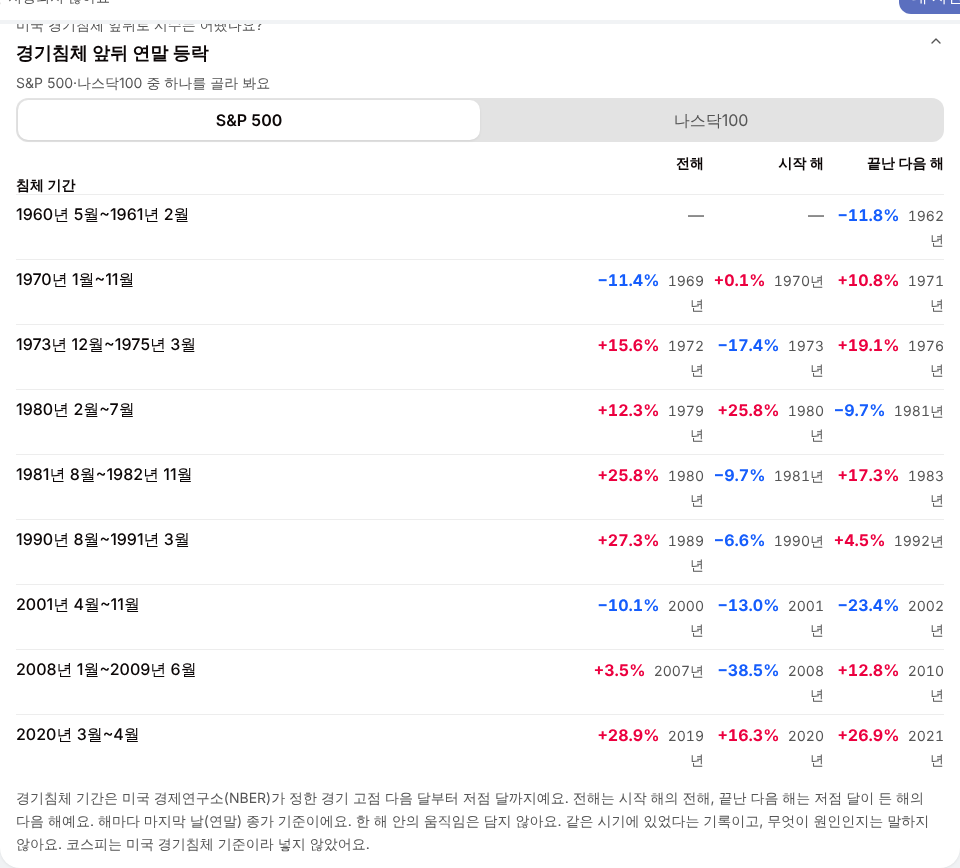 미국 경기침체 앞뒤로 지수는 어땠나요?
경기침체 앞뒤 연말 등락
S&P 500·나스닥100 중 하나를 골라 봐요
S&P 500 나스닥100
전해 시작 해 끝난 다음 해
침체 기간
1960년 5월~1961년 2월 — — −11.8% 1962
년
1970년 1월~11월 −11.4% 1969 +0.1% 1970년 +10.8% 1971
년 년
1973년 12월~1975년 3월 +15.6% 1972 −17.4% 1973 +19.1% 1976
년 년 년
1980년 2월~7월 +12.3% 1979 +25.8% 1980 −9.7% 1981년
년 년
1981년 8월~1982년 11월 +25.8% 1980 −9.7% 1981년 +17.3% 1983
년 년
1990년 8월~1991년 3월 +27.3% 1989 −6.6% 1990년 +4.5% 1992년
년
2001년 4월~11월 −10.1% 2000 −13.0% 2001 −23.4% 2002
년 년 년
2008년 1월~2009년 6월 +3.5% 2007년 −38.5% 2008 +12.8% 2010
년 년
2020년 3월~4월 +28.9% 2019 +16.3% 2020 +26.9% 2021
년 년 년
경기침체 기간은 미국 경제연구소(NBER)가 정한 경기 고점 다음 달부터 저점 달까지예요. 전해는 시작 해의 전해, 끝난 다음 해는 저점 달이 든 해의
다음 해예요. 해마다 마지막 날(연말) 종가 기준이에요. 한 해 안의 움직임은 담지 않아요. 같은 시기에 있었다는 기록이고, 무엇이 원인인지는 말하지
않아요. 코스피는 미국 경기침체 기준이라 넣지 않았어요.